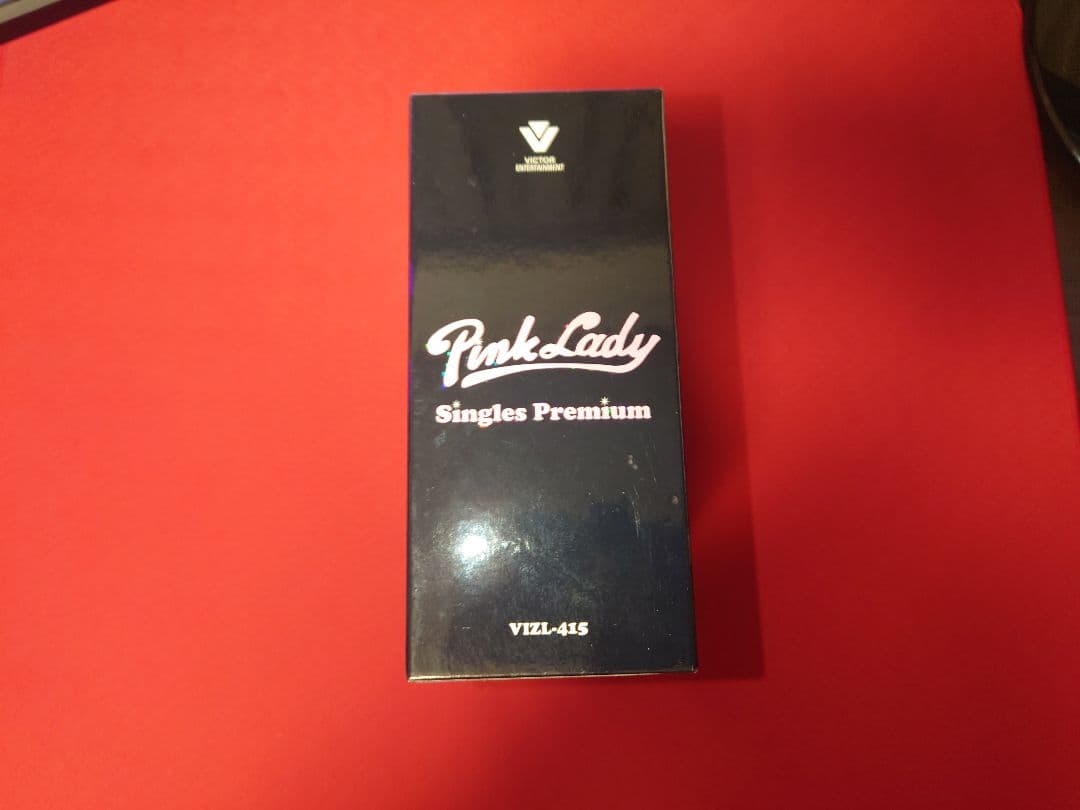 VICTOR
ENTERTAINMENT
Pink Lady
Singles Premium
VIZL-415